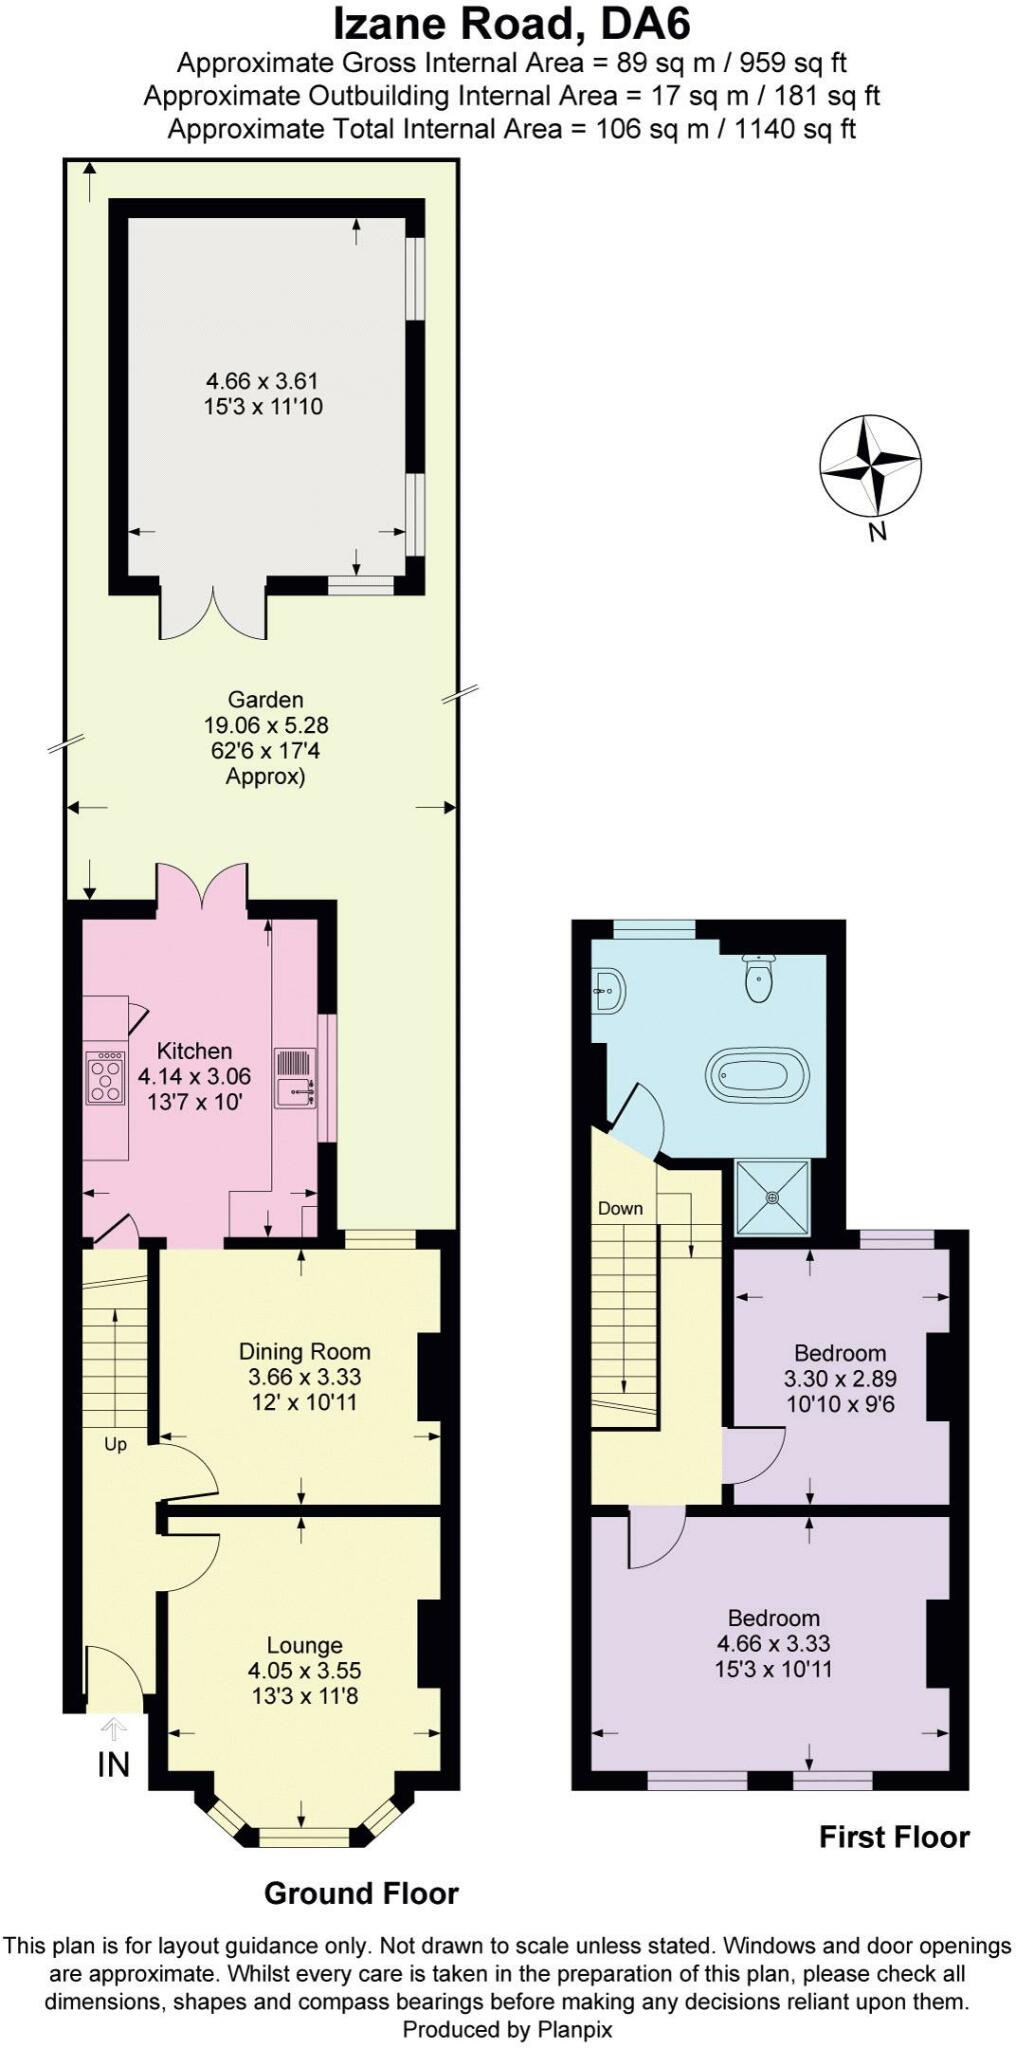 Izane Road, DA6
Approximate Gross Internal Area = 89 sq m / 959 sq ft
Approximate Outbuilding Internal Area = 17 sq m / 181 sq ft
Approximate Total Internal Area = 106 sq m / 1140 sq ft
4.66 x 3.61
15'3 x 11'10
N
Garden
19.06 x 5.28
62'6 x 17'4
Approx)
Kitchen
4.14 x 3.06
13'7 x 10'
Dining Room
3.66 x 3.33
12' x 10'11
Up
Lounge
4.05 x 3.55
13'3 x 11'8
IN
Ground Floor
Down
Bedroom
3.30 x 2.89
10'10 x 9'6
Bedroom
4.66 x 3.33
15'3 x 10'11
First Floor
This plan is for layout guidance only. Not drawn to scale unless stated. Windows and door openings
are approximate. Whilst every care is taken in the preparation of this plan, please check all
dimensions, shapes and compass bearings before making any decisions reliant upon them.
Produced by Planpix